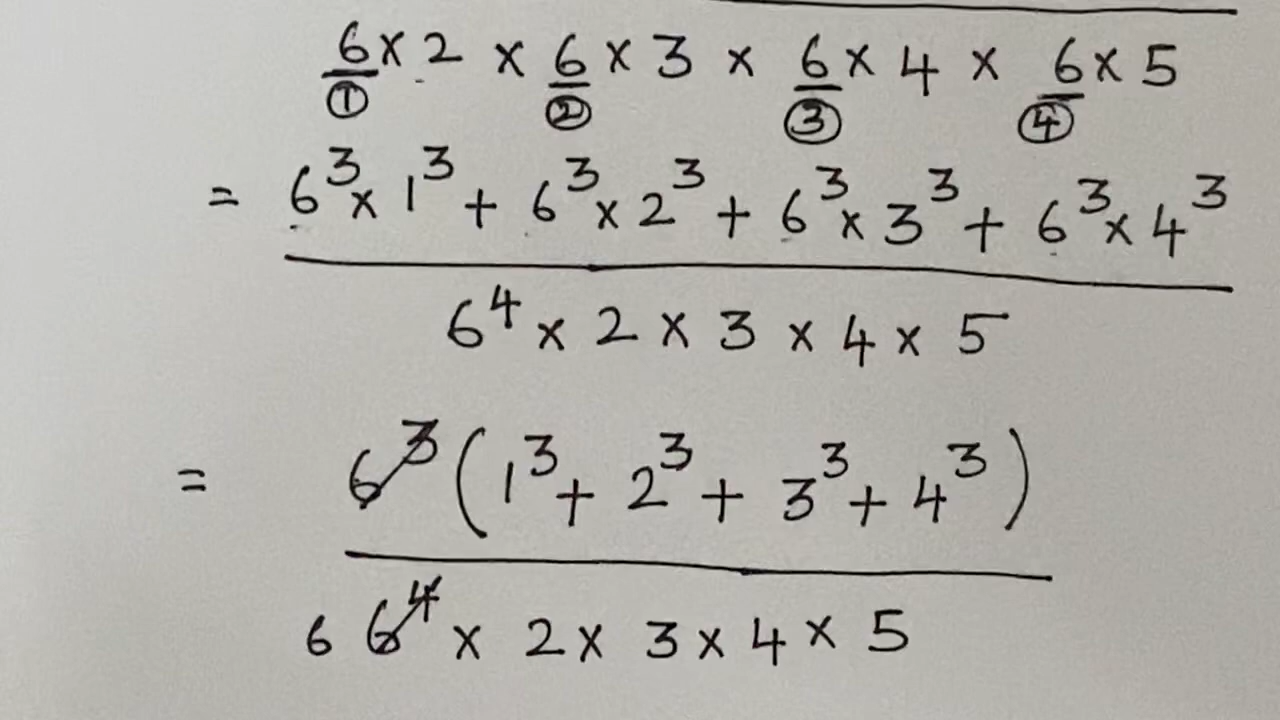 6 × 2 × 6 × 3 × 6 × 4 × 6 × 5
① ② ③ ④
= 6³ × 1³ + 6³ × 2³ + 6³ × 3³ + 6³ × 4³
6⁴ × 2 × 3 × 4 × 5
= 6³ (1³ + 2³ + 3³ + 4³)
6 6⁴ × 2 × 3 × 4 × 5